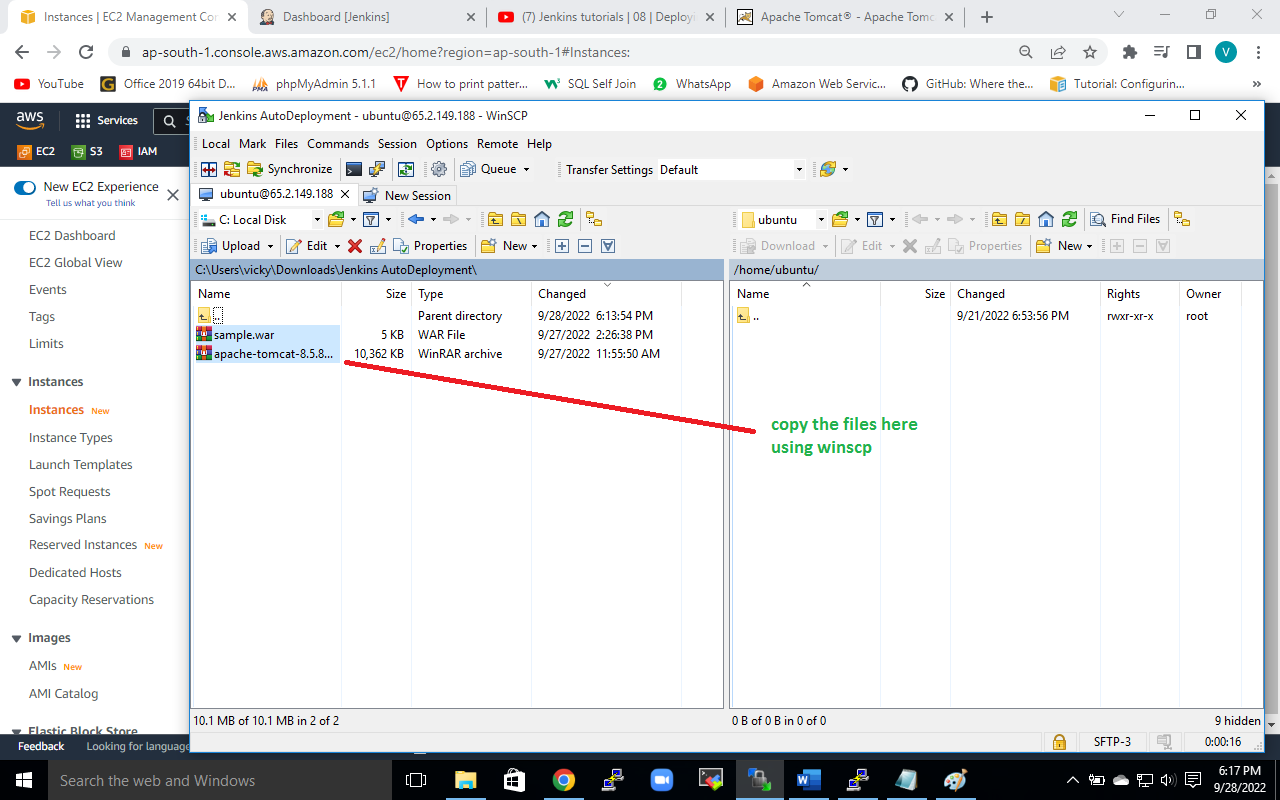 Instances | EC2 Management Con
Dashboard [Jenkins]
(7) Jenkins tutorials | 08 | Deployi
Apache Tomcat® - Apache Tomc
ap-south-1.console.aws.amazon.com/ec2/home?region=ap-south-1#Instances:
V
YouTube
Office 2019 64bit D...
phpMyAdmin 5.1.1
How to print patter...
SQL Self Join
2
WhatsApp
Amazon Web Servic...
GitHub: Where the...
Tutorial: Configurin...
aws
Services
EC2
S3
IAM
New EC2 Experience
Tell us what you think
EC2 Dashboard
EC2 Global View
Events
Tags
Limits
Instances
Instances New
Instance Types
Launch Templates
Spot Requests
Savings Plans
Reserved Instances New
Dedicated Hosts
Capacity Reservations
Images
AMIs New
AMI Catalog
Elastic Block Store
Feedback
Looking for language
Jenkins AutoDeployment - ubuntu@65.2.149.188 - WinSCP
Local Mark Files Commands Session Options Remote Help
Synchronize
Queue
Transfer Settings Default
ubuntu@65.2.149.188
New Session
C: Local Disk
ubuntu
Find Files
Upload
Edit
Properties
New
Download
Edit
Properties
New
C:\Users\vicky\Downloads\Jenkins AutoDeployment\
/home/ubuntu/
Name Size Type Changed
.. Parent directory 9/28/2022 6:13:54 PM
sample.war 5 KB WAR File 9/27/2022 2:26:38 PM
apache-tomcat-8.5.8... 10,362 KB WinRAR archive 9/27/2022 11:55:50 AM
Name Size Changed Rights Owner
.. 9/21/2022 6:53:56 PM rwxr-xr-x root
copy the files here
using winscp
10.1 MB of 10.1 MB in 2 of 2
0 B of 0 B in 0 of 0
9 hidden
SFTP-3
0:00:16
Search the web and Windows
6:17 PM
9/28/2022